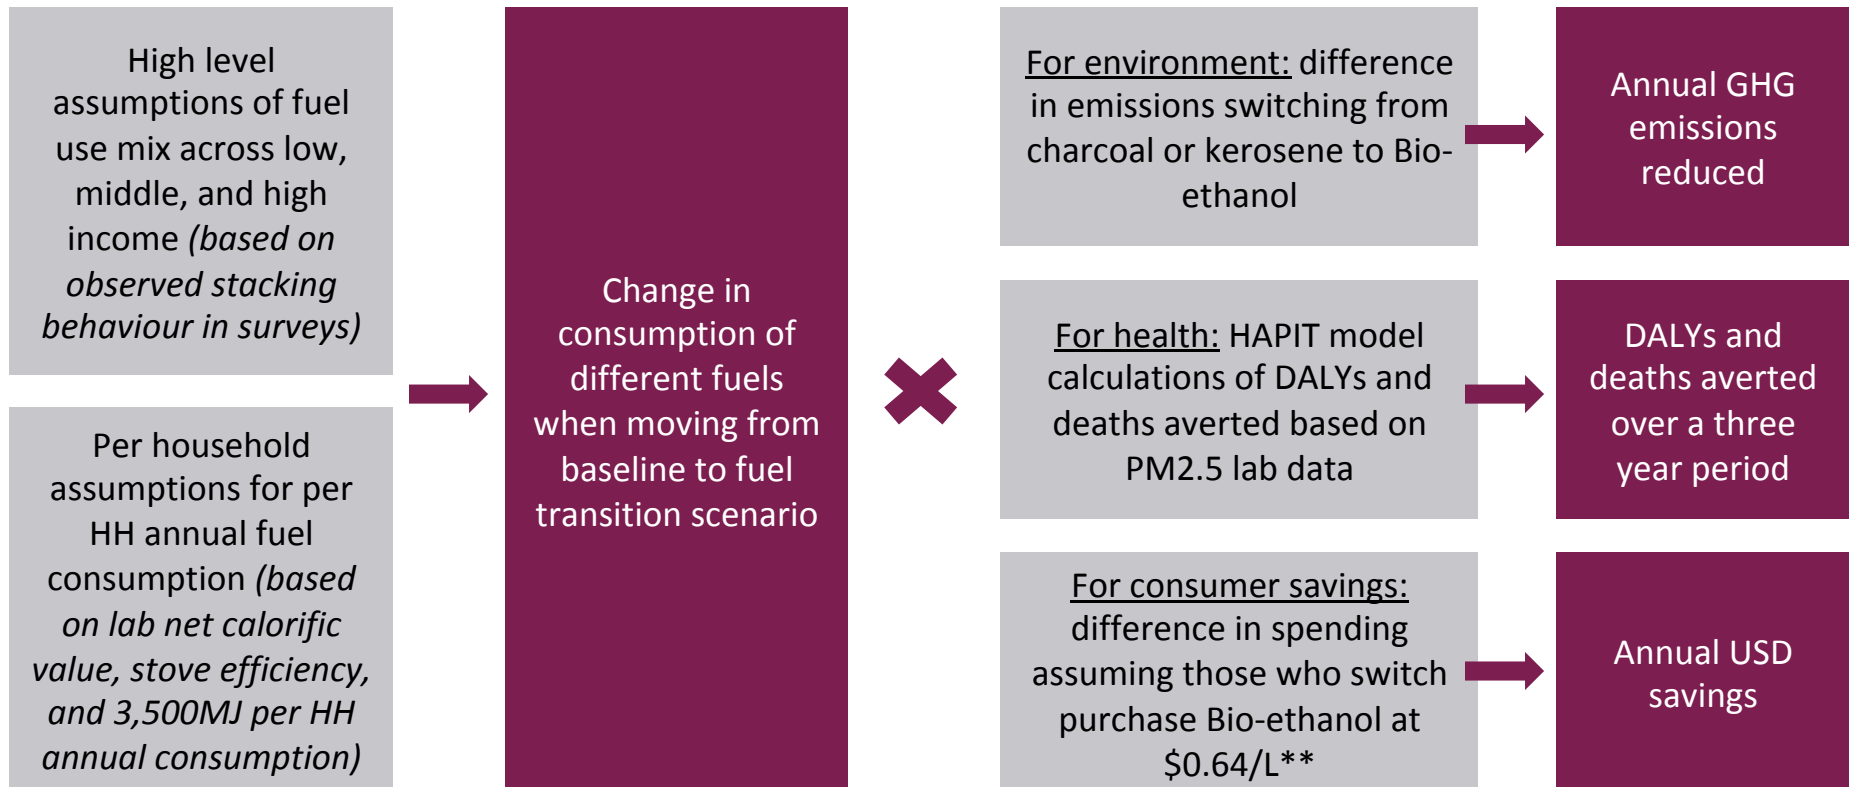 High level
assumptions of fuel
use mix across low,
middle, and high
income (based on
observed stacking
behaviour in surveys)
Per household
assumptions for per
HH annual fuel
consumption (based
on lab net calorific
value, stove efficiency,
and 3,500MJ per HH
annual consumption)
Change in
consumption of
different fuels
when moving from
baseline to fuel
transition scenario
For environment: difference
in emissions switching from
charcoal or kerosene to Bio-
ethanol
Annual GHG
emissions
reduced
For health: HAPIT model
calculations of DALYs and
deaths averted based on
PM2.5 lab data
DALYs and
deaths averted
over a three
year period
For consumer savings:
difference in spending
assuming those who switch
purchase Bio-ethanol at
$0.64/L**
Annual USD
savings